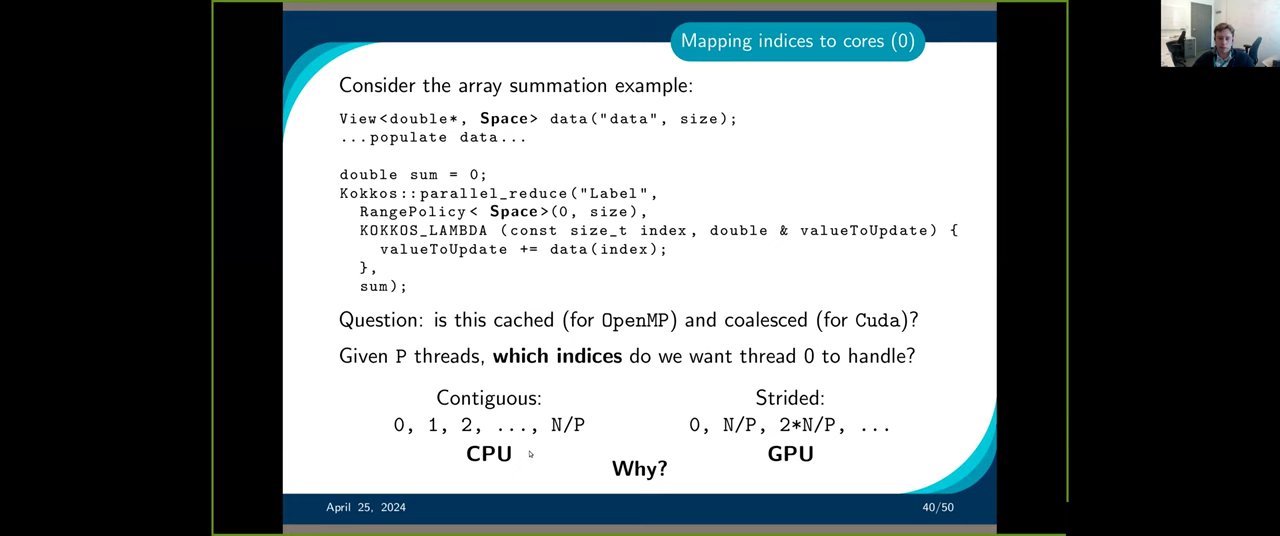 Mapping indices to cores (0)
Consider the array summation example:
View<double*, Space> data("data", size);
...populate data...
double sum = 0;
Kokkos::parallel_reduce("Label",
RangePolicy< Space>(0, size),
KOKKOS_LAMBDA (const size_t index, double & valueToUpdate) {
valueToUpdate += data(index);
},
sum);
Question: is this cached (for OpenMP) and coalesced (for Cuda)?
Given P threads, which indices do we want thread 0 to handle?
Contiguous: Strided:
0, 1, 2, ..., N/P 0, N/P, 2*N/P, ...
CPU GPU
Why?
April 25, 2024 40/50